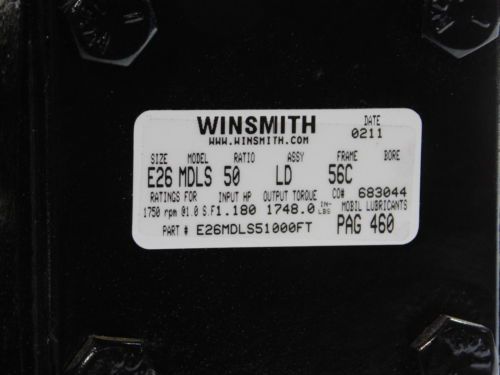 WINSMITH
WWW.WINSMITH.COM
DATE
0211
SIZE MODEL RATIO ASSY FRAME BORE
E26 MDLS 50 LD 56C
RATINGS FOR INPUT HP OUTPUT TORQUE CO# 683044
1750 rpm @1.0 S.F 1.180 1748.0 IN-LBS MOBIL LUBRICANTS
PART # E26MDLS51000FT PAG 460